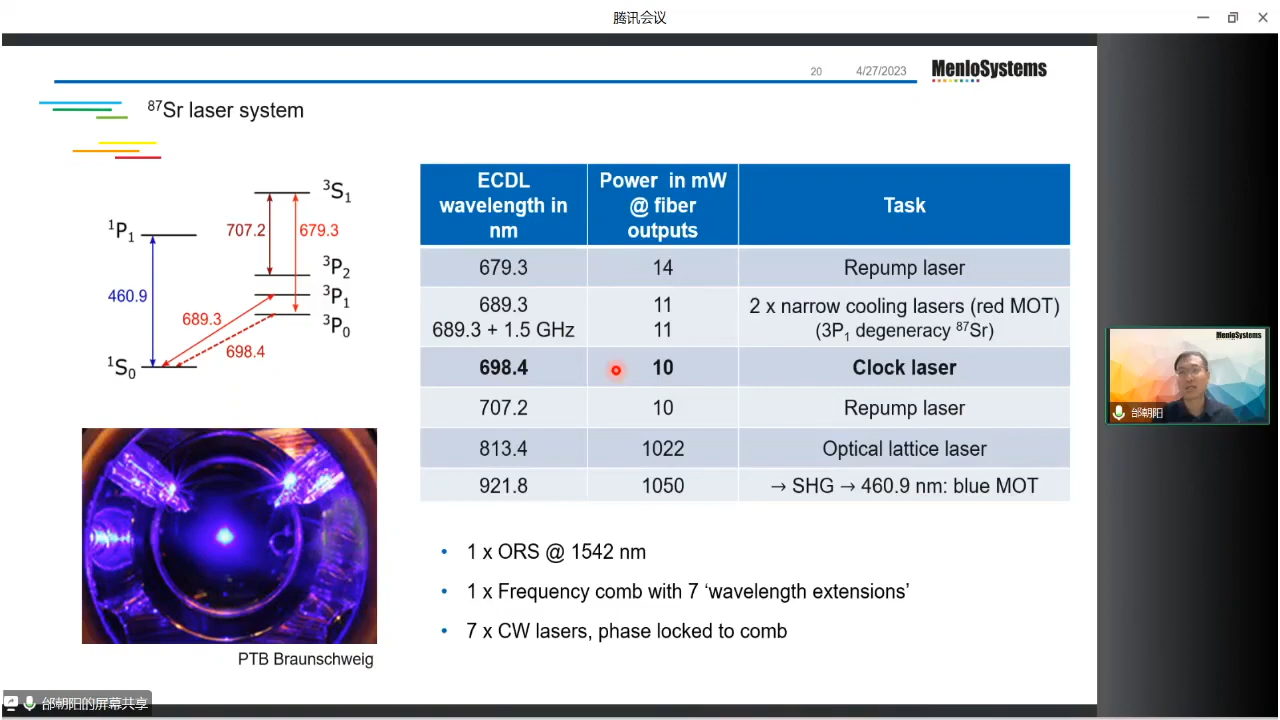 腾讯会议
20
4/27/2023
MenloSystems
⁸⁷Sr laser system
³S₁
¹P₁
707.2
679.3
³P₂
460.9
³P₁
689.3
³P₀
698.4
¹S₀
PTB Braunschweig
ECDL wavelength in nm
Power in mW @ fiber outputs
Task
679.3
14
Repump laser
689.3
11
2 x narrow cooling lasers (red MOT)
689.3 + 1.5 GHz
11
(3P₁ degeneracy ⁸⁷Sr)
698.4
10
Clock laser
707.2
10
Repump laser
813.4
1022
Optical lattice laser
921.8
1050
→ SHG → 460.9 nm: blue MOT
• 1 x ORS @ 1542 nm
• 1 x Frequency comb with 7 ‘wavelength extensions’
• 7 x CW lasers, phase locked to comb
MenloSystems
邰朝阳
邰朝阳的屏幕共享